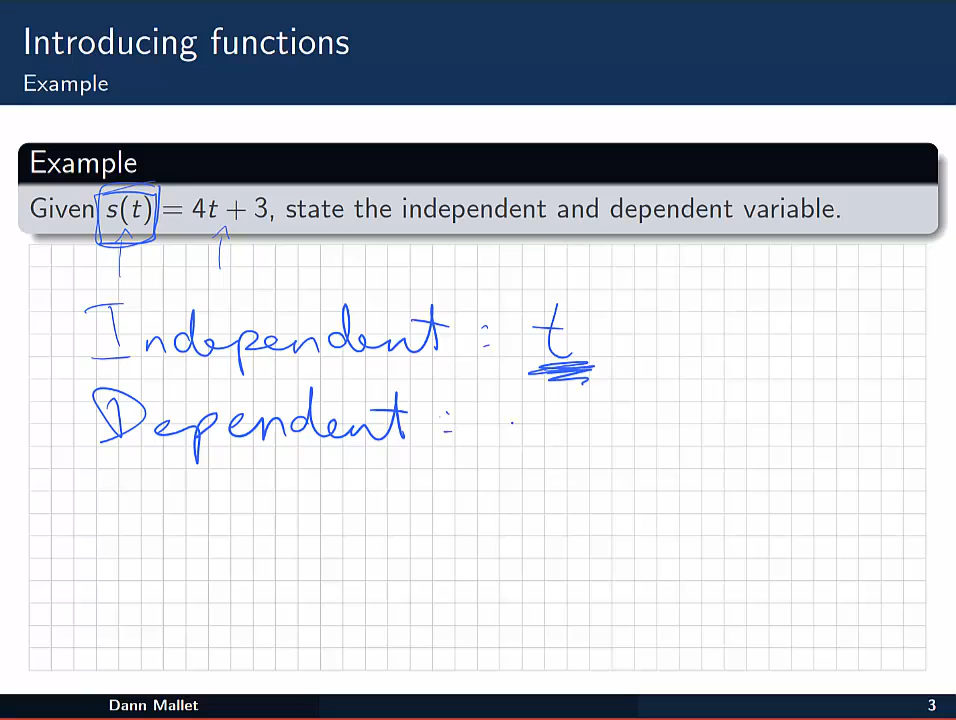 Introducing functions
Example
Example
Given s(t) = 4t + 3, state the independent and dependent variable.
Independent : t
Dependent :
Dann Mallet
3